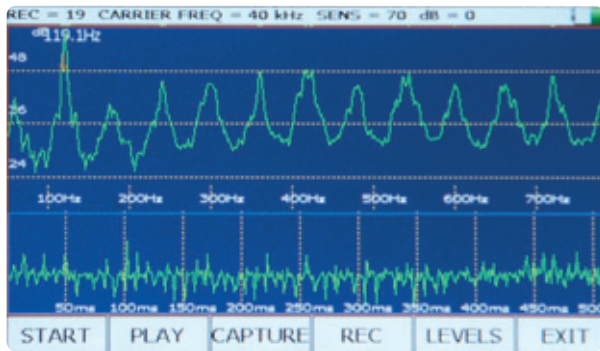 REC = 19 CARRIER FREQ = 40 kHz SENS = 70 dB = 0
dB 119.1Hz
48
36
24
100Hz 200Hz 300Hz 400Hz 500Hz 600Hz 700Hz
50ms 100ms 150ms 200ms 250ms 300ms 350ms 400ms 450ms 500
START PLAY CAPTURE REC LEVELS EXIT